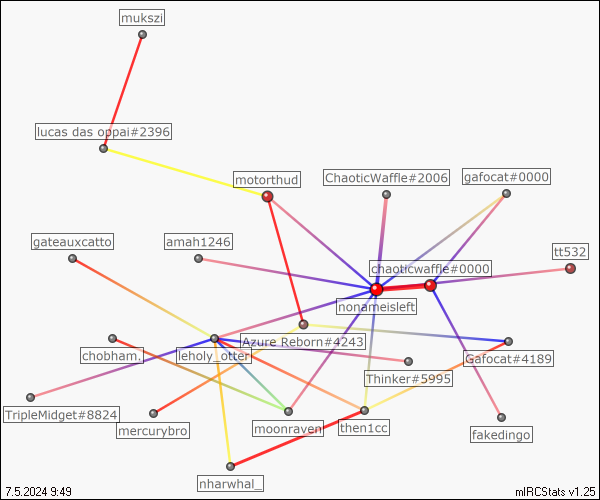 mukszi
lucas das oppai#2396
motorthud
ChaoticWaffle#2006
gafocat#0000
gateauxcatto
amah1246
tt532
chaoticwaffle#0000
nonameisleft
Azure Reborn#4243
chobham.
leholy_otter
Gafocat#4189
Thinker#5995
TripleMidget#8824
mercurybro
moonraven
then1cc
fakedingo
nharwhal_
7.5.2024 9:49
mIRCStats v1.25